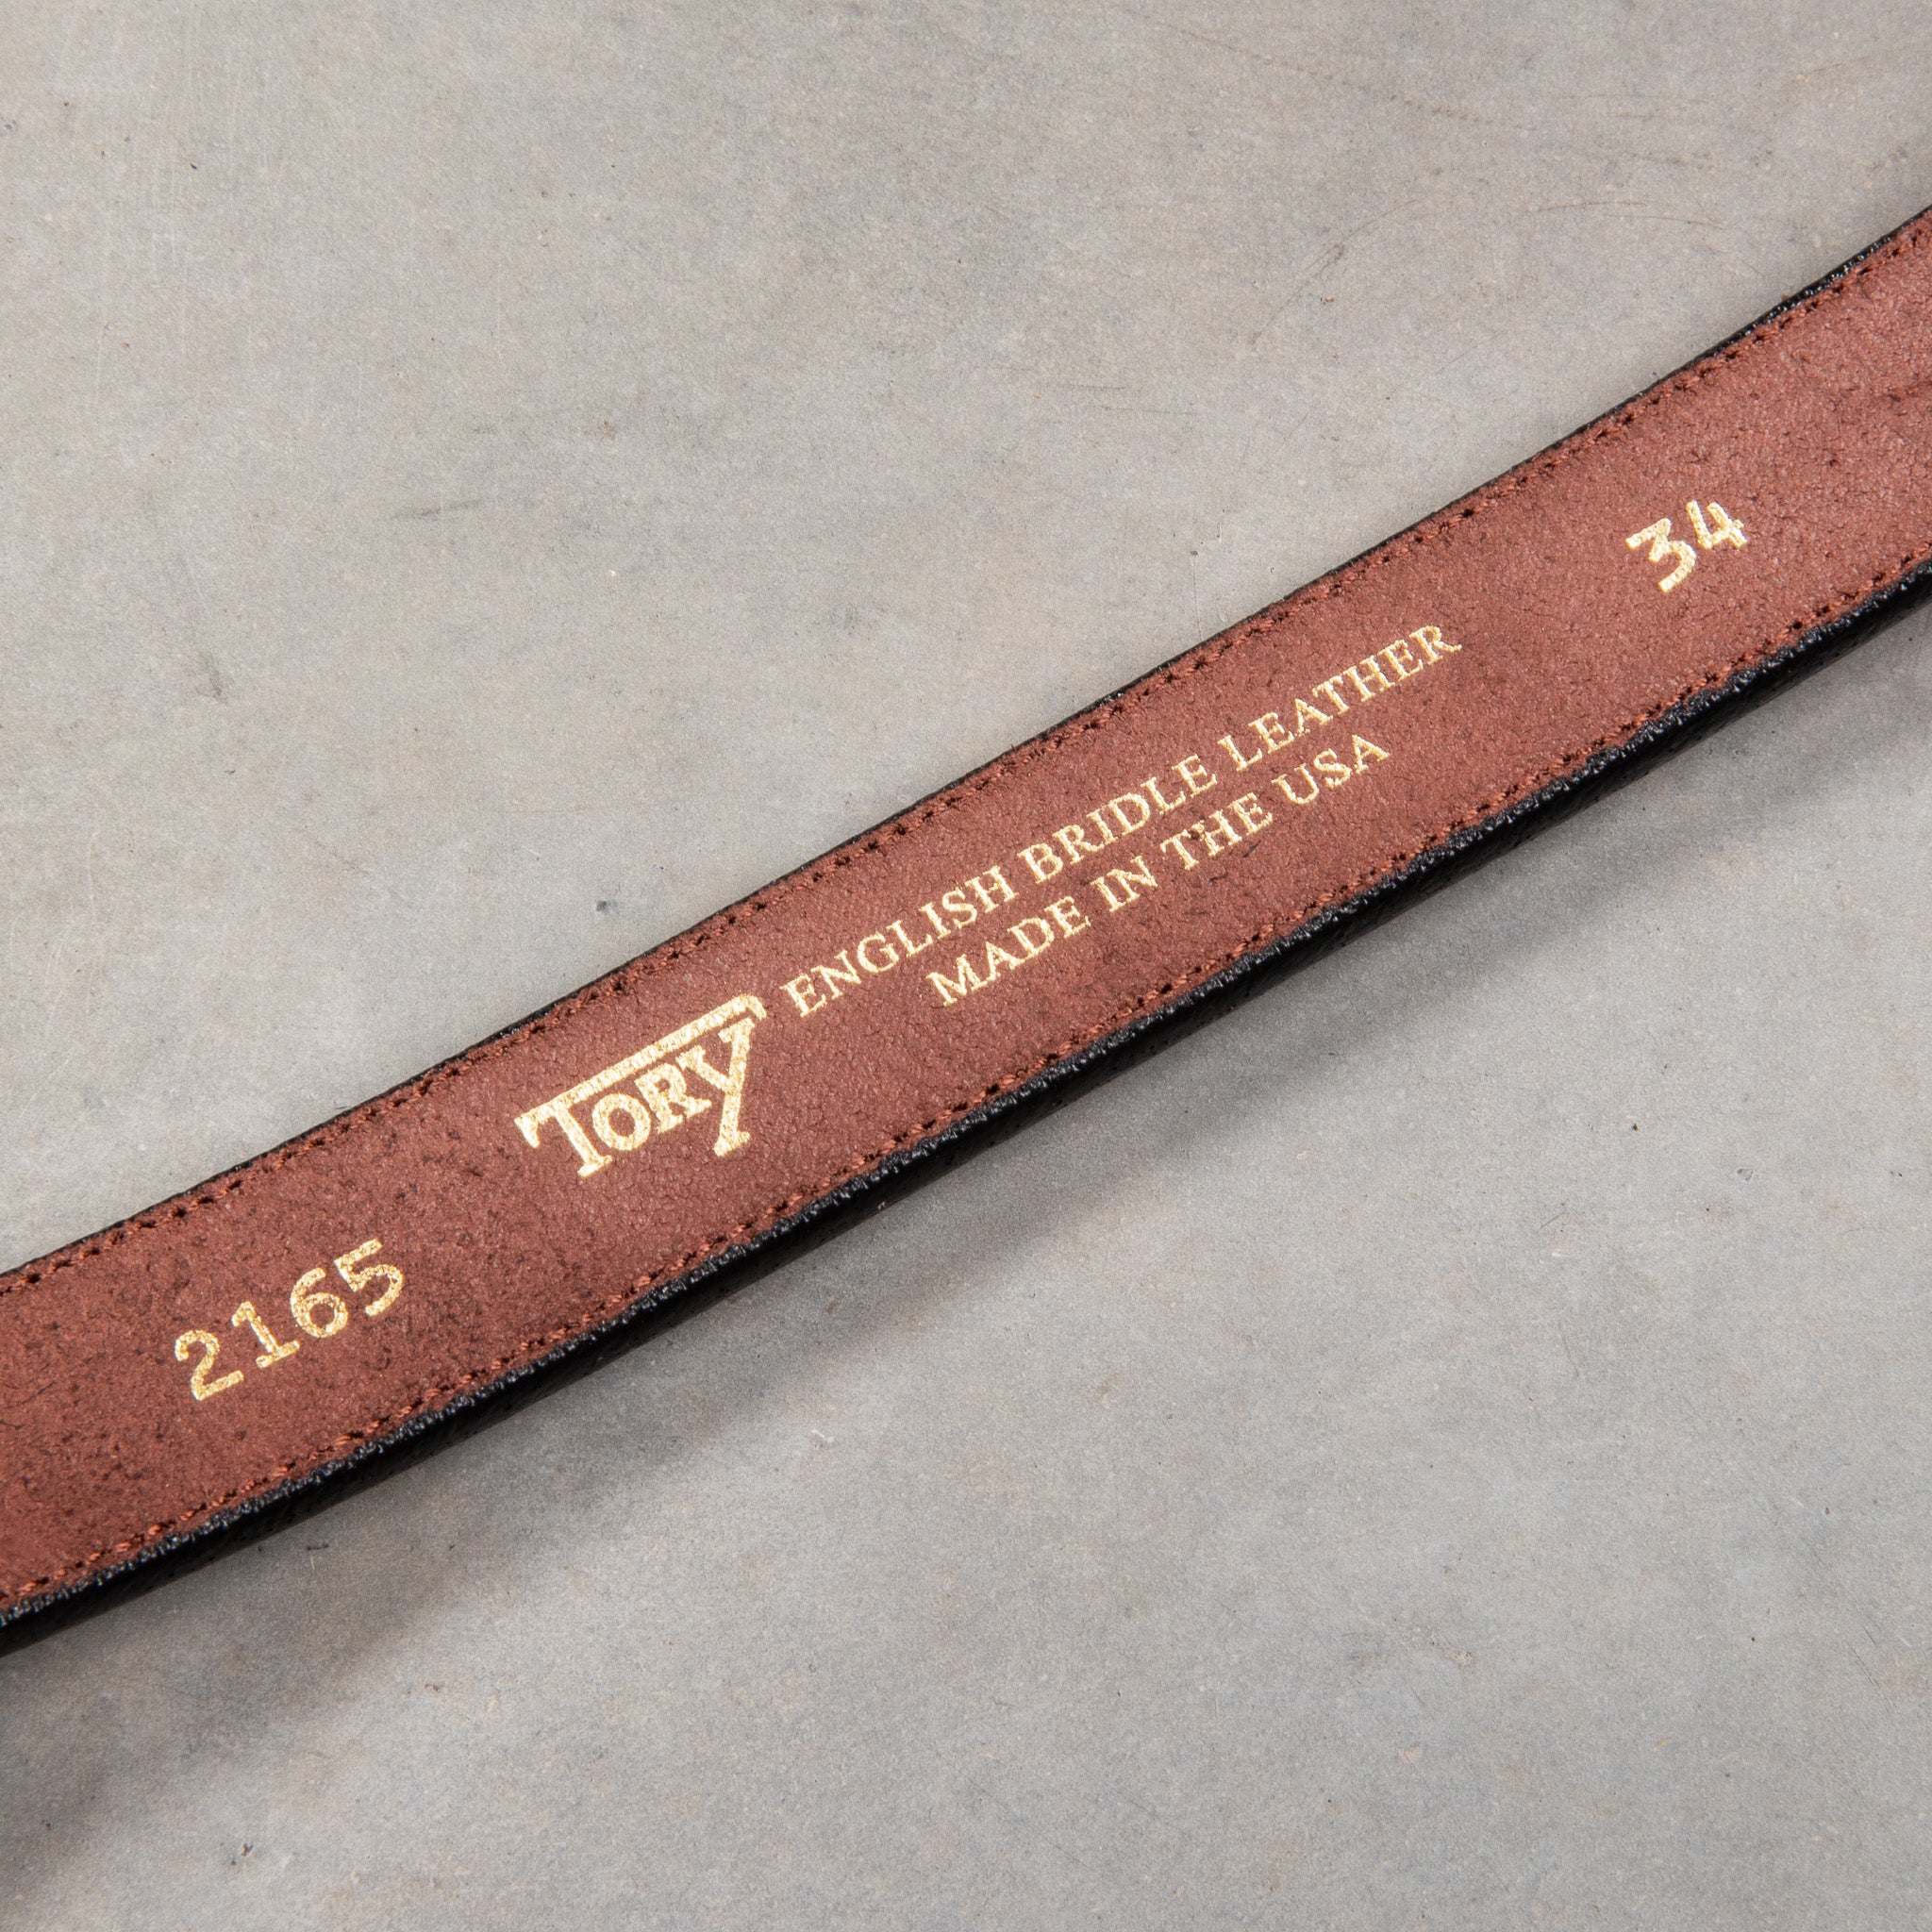 2165
TORY
ENGLISH BRIDLE LEATHER
MADE IN THE USA
34